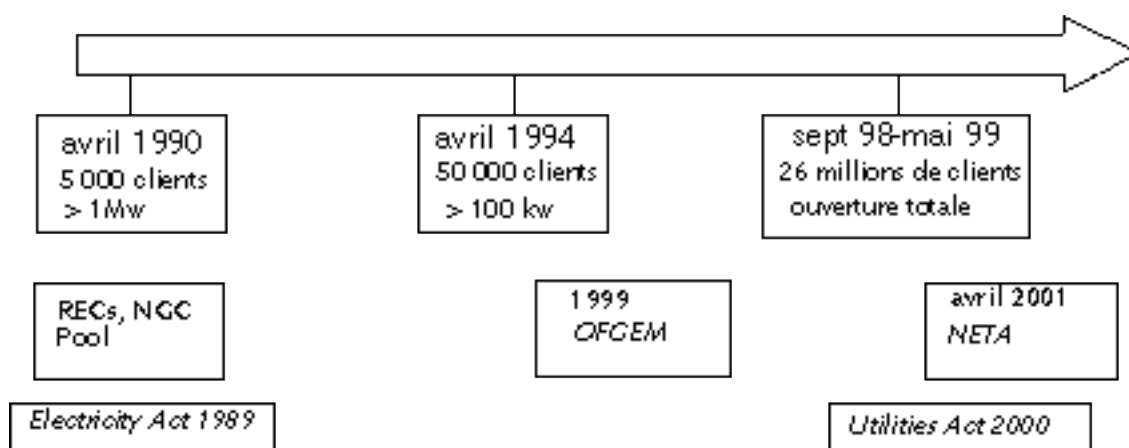 avril 1990
5 000 clients
> 1Mw
avril 1994
50 000 clients
> 100 kw
sept 98-mai 99
26 millions de clients
ouverture totale
RECs, NGC
Pool
1999
OFGEM
avril 2001
NETA
Electricity Act 1989
Utilities Act 2000